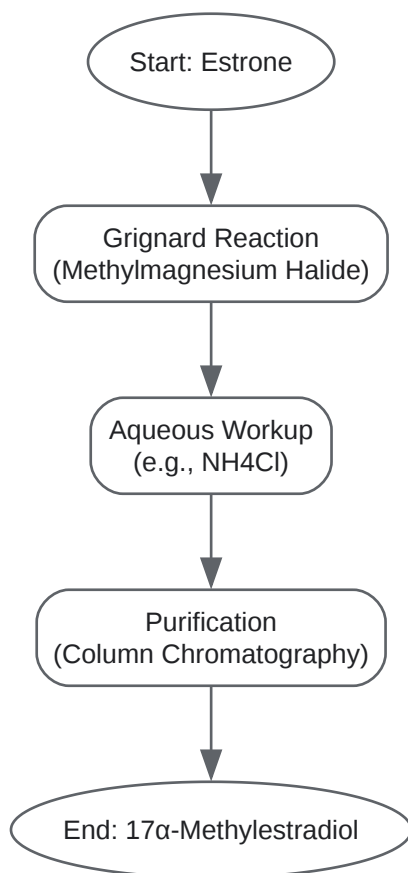 Start: Estrone
Grignard Reaction
(Methylmagnesium Halide)
Aqueous Workup
(e.g., NH4Cl)
Purification
(Column Chromatography)
End: 17α-Methylestradiol